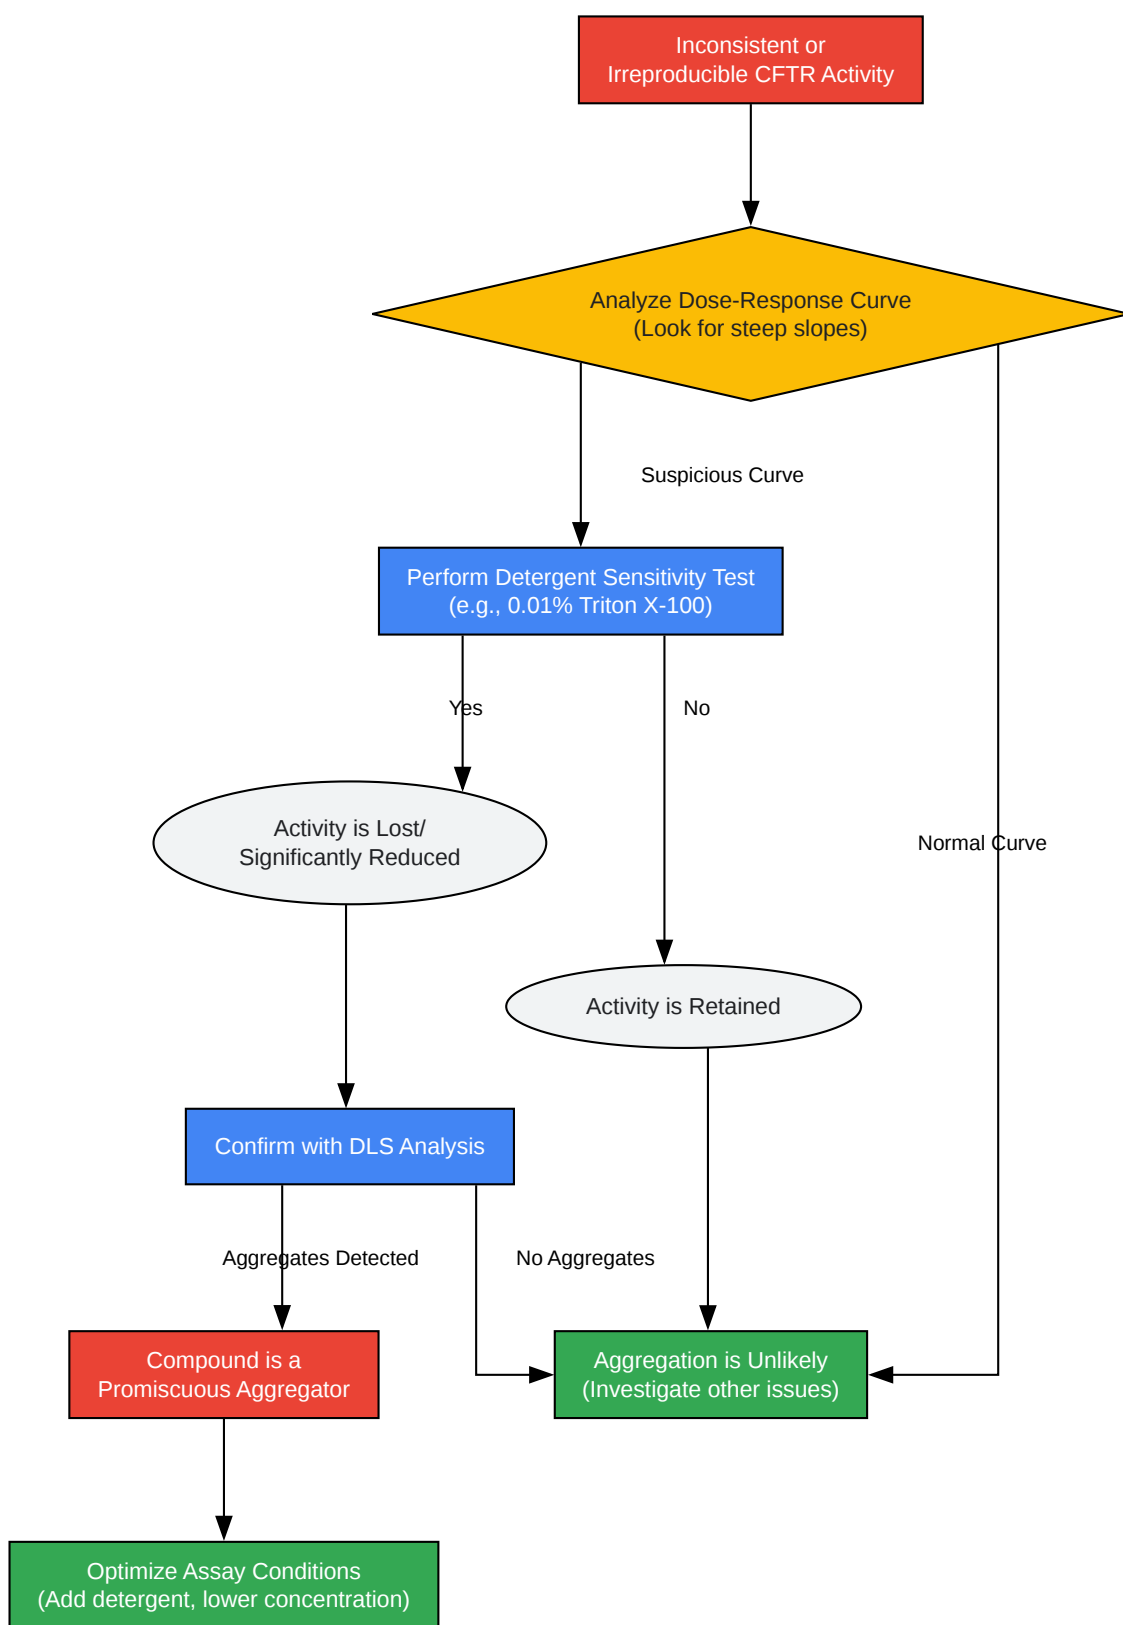 Inconsistent or
Irreproducible CFTR Activity
Analyze Dose-Response Curve
(Look for steep slopes)
Suspicious Curve
Perform Detergent Sensitivity Test
(e.g., 0.01% Triton X-100)
Yes
No
Activity is Lost/
Significantly Reduced
Normal Curve
Activity is Retained
Confirm with DLS Analysis
Aggregates Detected
No Aggregates
Compound is a
Promiscuous Aggregator
Aggregation is Unlikely
(Investigate other issues)
Optimize Assay Conditions
(Add detergent, lower concentration)